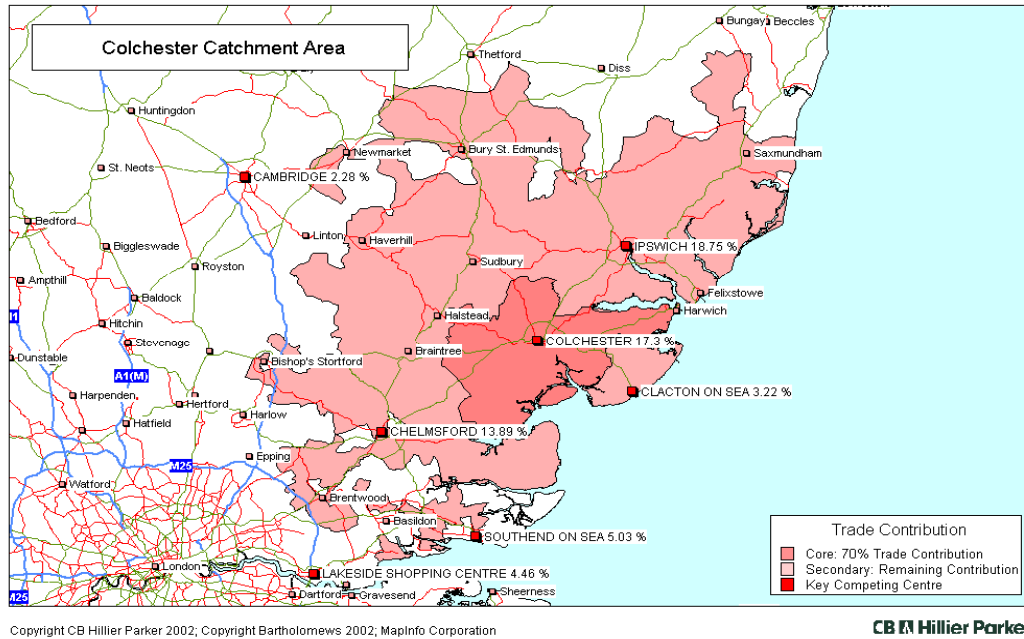 Bungay
Beccles
Colchester Catchment Area
Thetford
Diss
Huntingdon
Newmarket
Bury St. Edmunds
Saxmundham
St. Neots
CAMBRIDGE 2.28 %
Bedford
Linton
Haverhill
Biggleswade
IPSWICH 18.75 %
Royston
Sudbury
Ampthill
Felixstowe
Baldock
Harwich
Halstead
Hitchin
Stevenage
COLCHESTER 17.3 %
Braintree
Dunstable
Bishop's Stortford
A1(M)
CLACTON ON SEA 3.22 %
Harpenden
Hertford
Harlow
Hatfield
CHELMSFORD 13.89 %
Epping
M25
Watford
Brentwood
Basildon
SOUTHEND ON SEA 5.03 %
Trade Contribution
Core: 70% Trade Contribution
Secondary: Remaining Contribution
Key Competing Centre
London
LAKESIDE SHOPPING CENTRE 4.46 %
Dartford
Gravesend
Sheerness
M25
Copyright CB Hillier Parker 2002; Copyright Bartholomews 2002; MapInfo Corporation
CB Hillier Parke